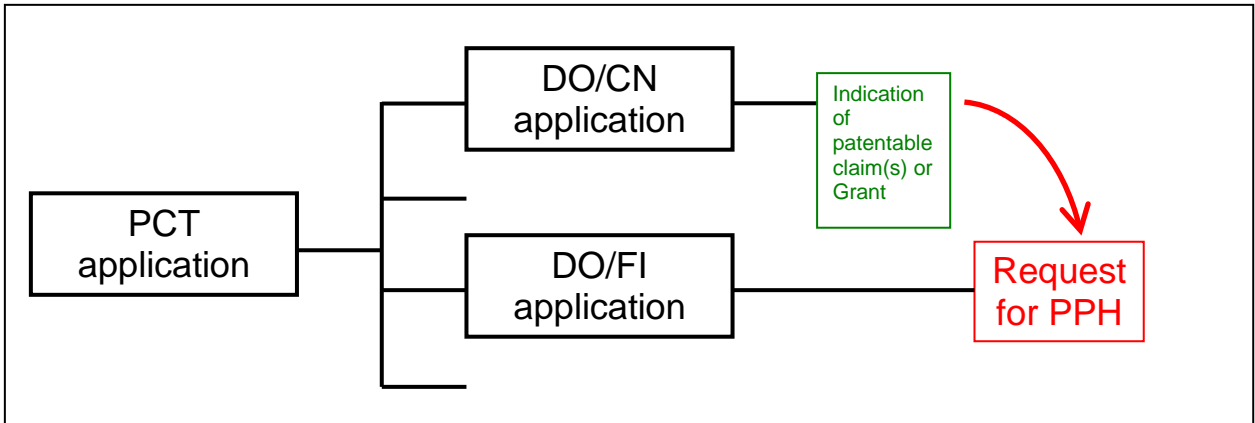 DO/CN
application
Indication
of
patentable
claim(s) or
Grant
PCT
application
DO/FI
application
Request
for PPH